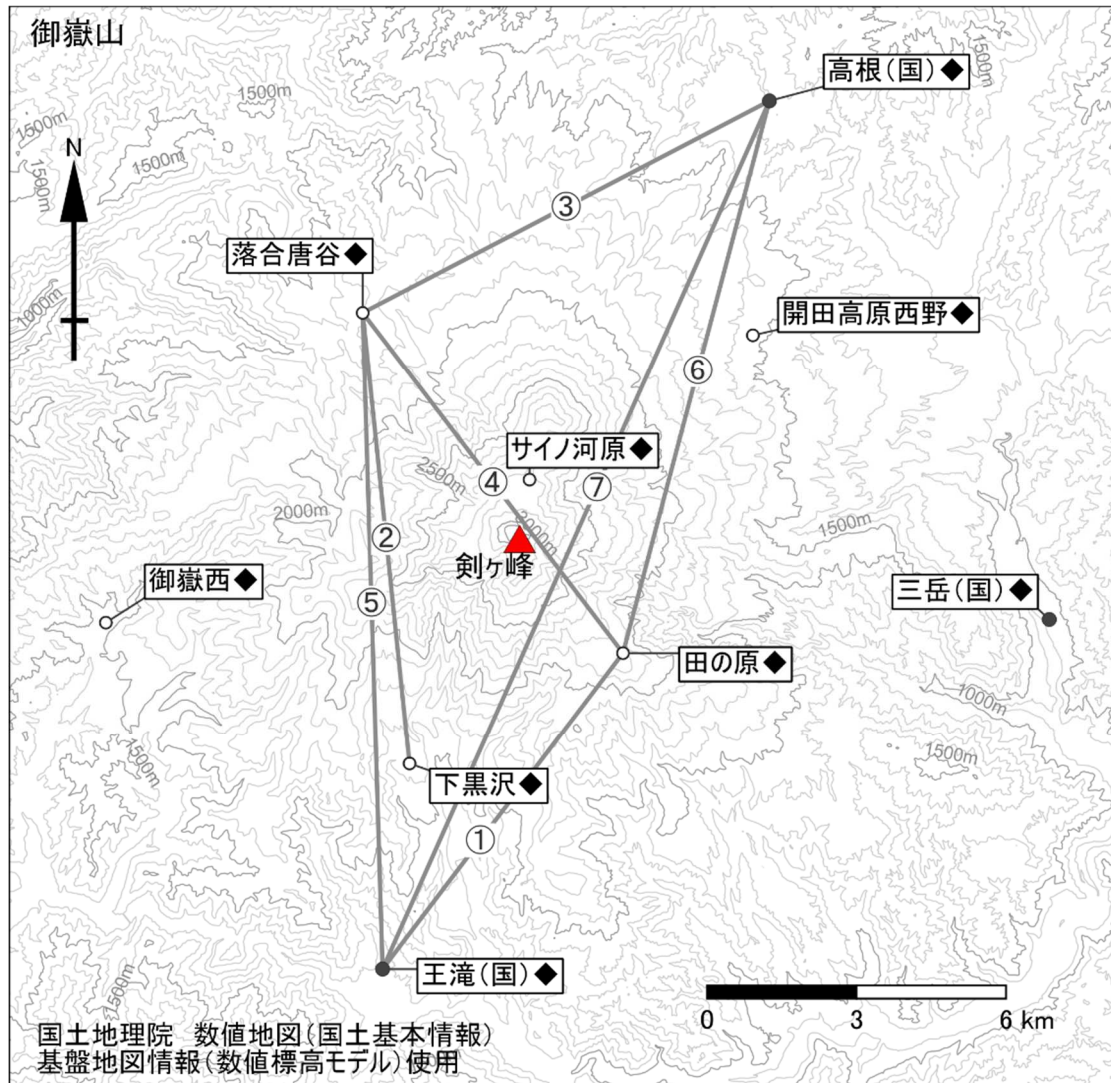 御嶽山
高根(国)◆
1500m
1500m
1500m
1500m
1500m
N
③
落合唐谷◆
1000m
開田高原西野◆
⑥
サイノ河原◆
2500m
④
⑦
2000m
②
3000m
1500m
剣ヶ峰
御嶽西◆
⑤
三岳(国)◆
田の原◆
1000m
1500m
1500m
下黒沢◆
①
王滝(国)◆
1500m
0 3 6 km
国土地理院 数値地図(国土基本情報)
基盤地図情報(数値標高モデル)使用